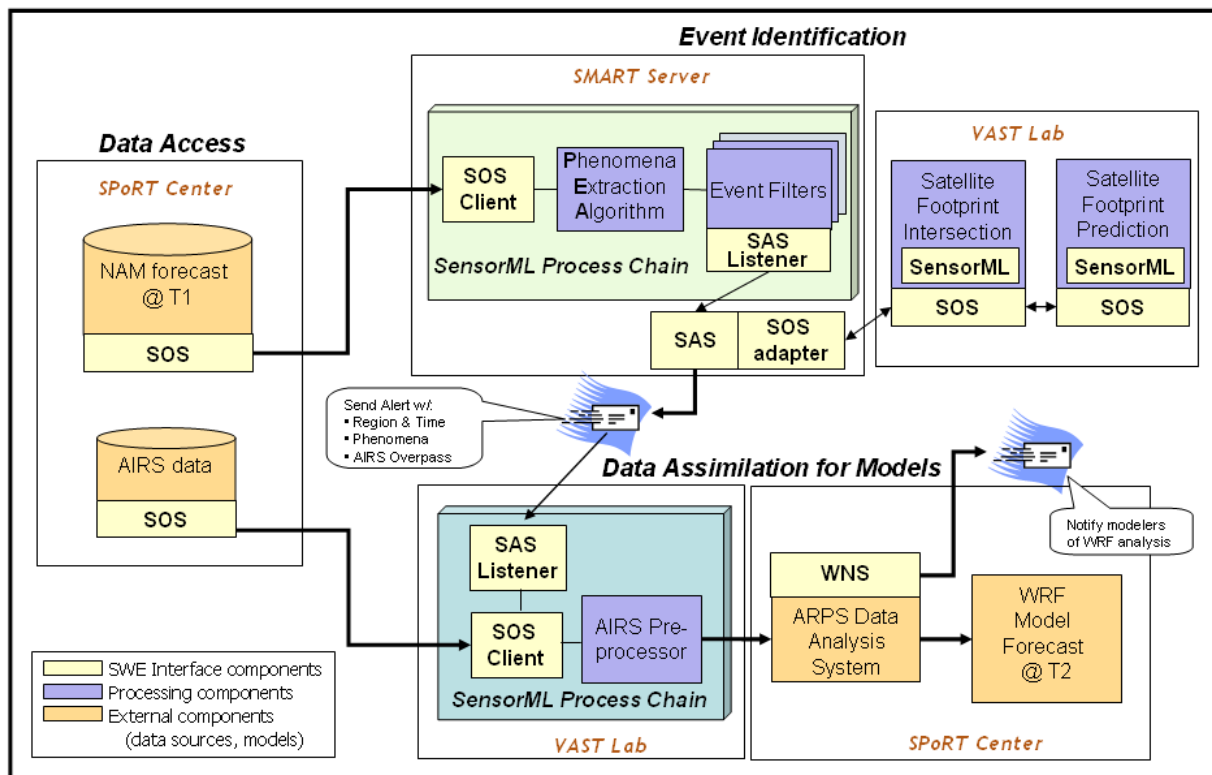 Event Identification
SMART Server
SOS
Client
Phenomena
Extraction
Algorithm
Event Filters
SAS
Listener
SensorML Process Chain
SAS
SOS
adapter
VAST Lab
Satellite
Footprint
Intersection
SensorML
SOS
Satellite
Footprint
Prediction
SensorML
SOS
Data Access
SPoRT Center
NAM forecast
@ T1
SOS
AIRS data
SOS
Send Alert w/:
▪ Region & Time
▪ Phenomena
▪ AIRS Overpass
Data Assimilation for Models
SAS
Listener
SOS
Client
AIRS Pre-
processor
SensorML Process Chain
VAST Lab
WNS
ARPS Data
Analysis
System
WRF
Model
Forecast
@ T2
SPoRT Center
Notify modelers
of WRF analysis
SWE Interface components
Processing components
External components
(data sources, models)